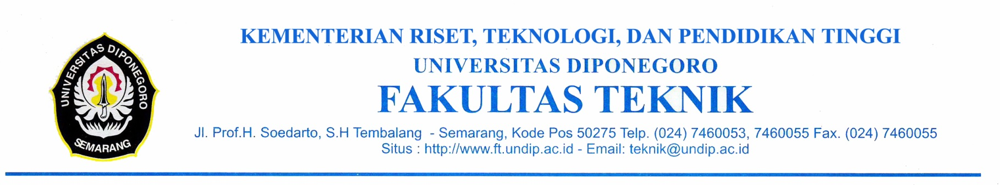 KEMENTERIAN RISET, TEKNOLOGI, DAN PENDIDIKAN TINGGI
UNIVERSITAS DIPONEGORO
FAKULTAS TEKNIK
Jl. Prof.H. Soedarto, S.H Tembalang - Semarang, Kode Pos 50275 Telp. (024) 7460053, 7460055 Fax. (024) 7460055
Situs : http://www.ft.undip.ac.id - Email: teknik@undip.ac.id
UNIVERSITAS DIPONEGORO
SEMARANG